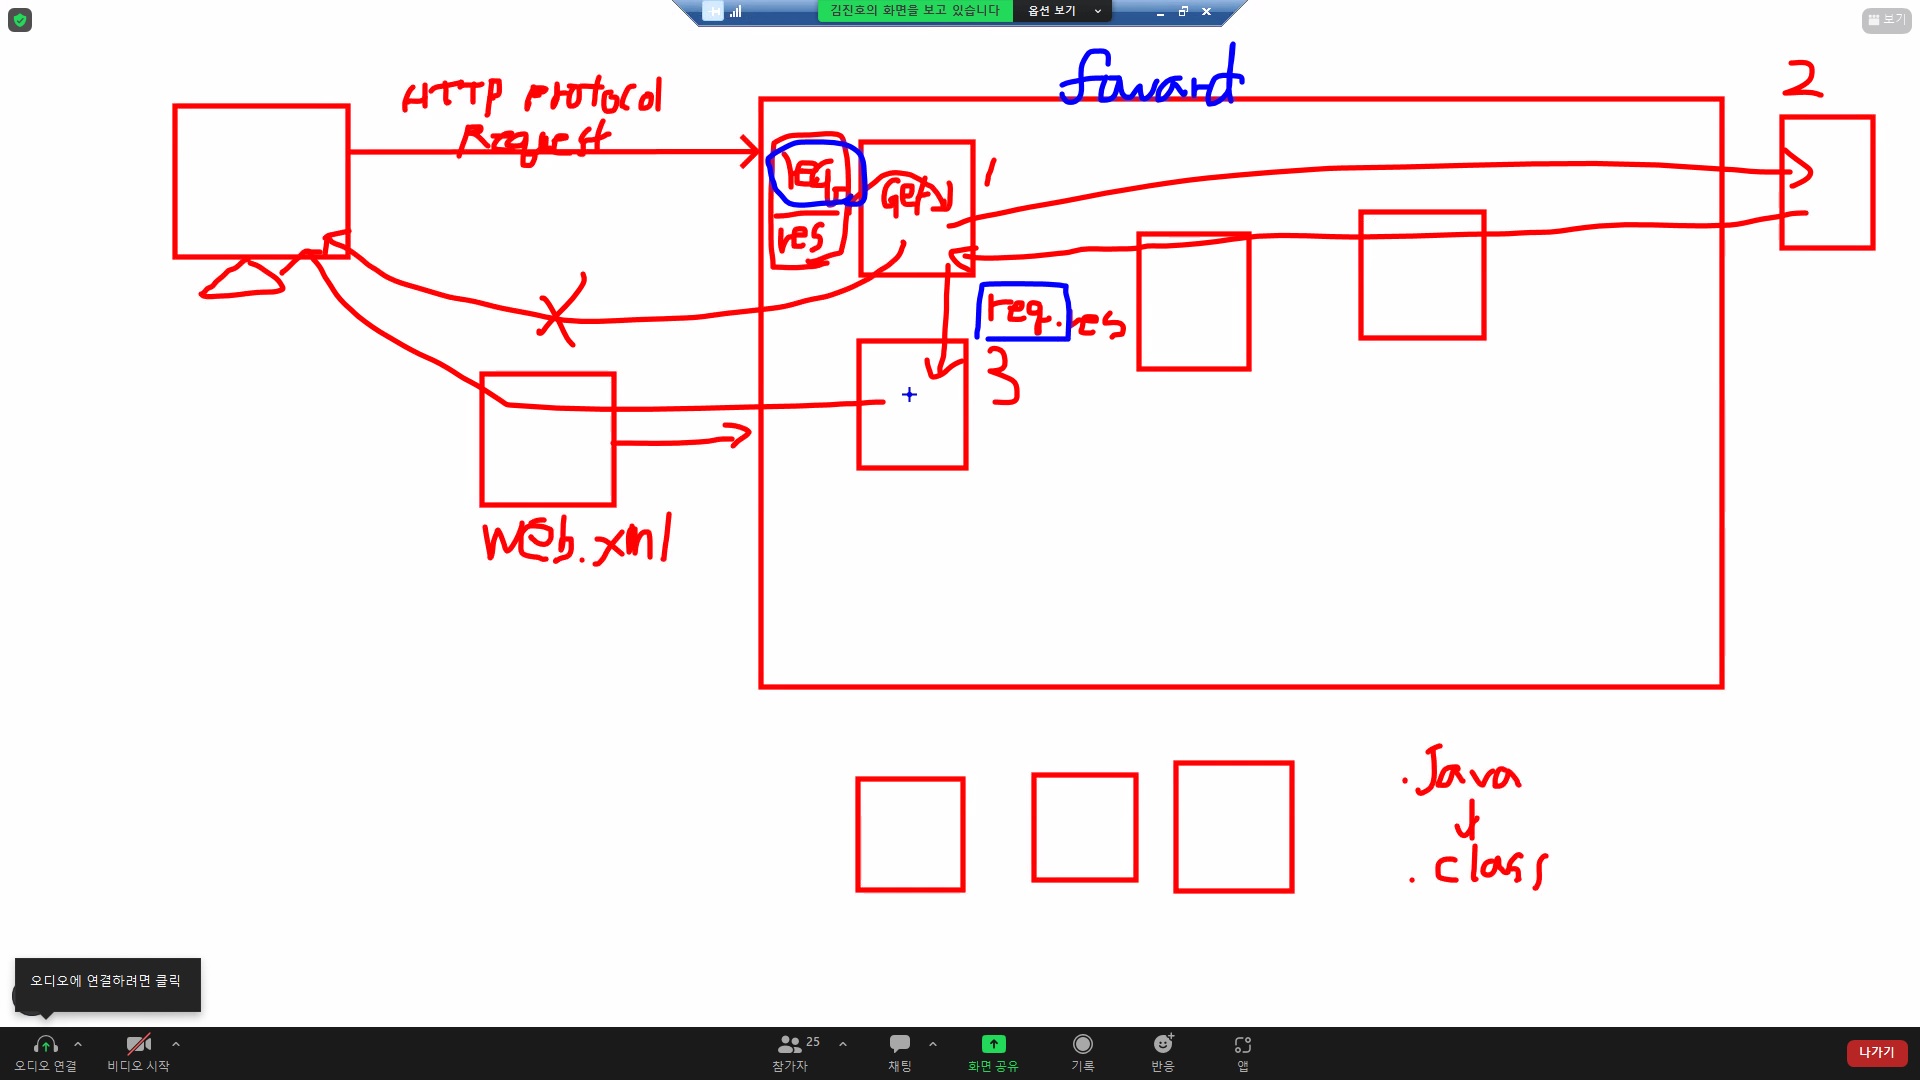 김진호의 화면을 보고 있습니다
옵션 보기
보기
HTTP protocol
Request
foward
2
req
res
1
req.res
3
web.xml
.Java
.class
오디오에 연결하려면 클릭
오디오 연결
비디오 시작
25
참가자
채팅
화면 공유
기록
반응
앱
나가기